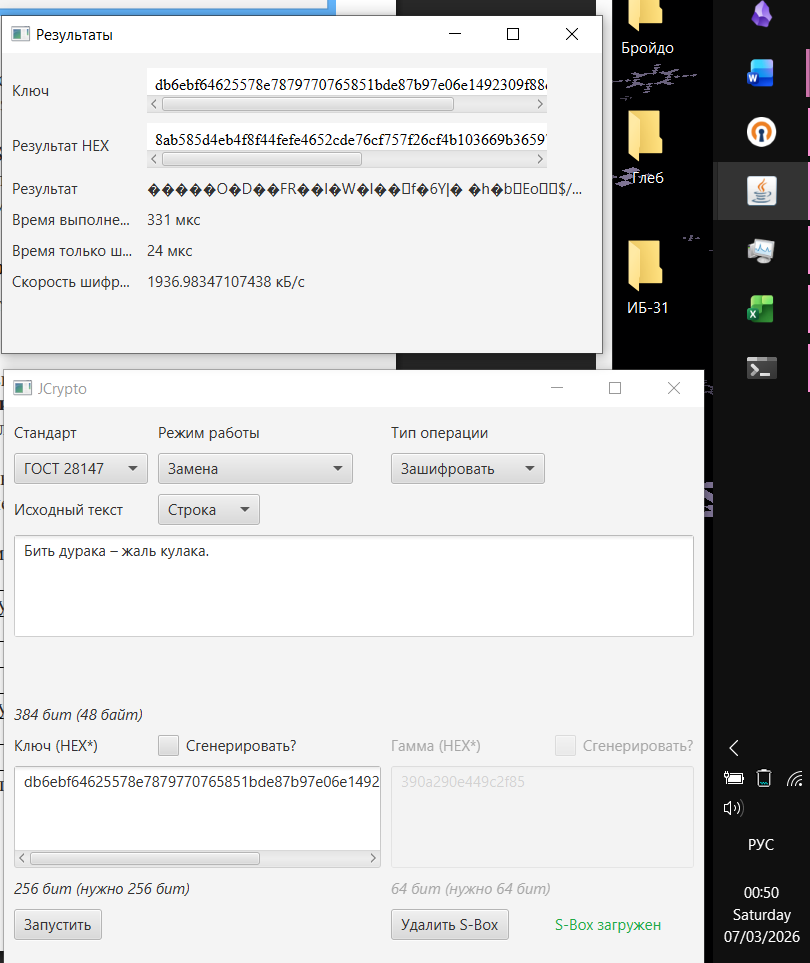 Результаты
Ключ
db6ebf64625578e7879770765851bde87b97e06e1492309f88
Результат HEX
8ab585d4eb4f8f44fefe4652cde76cf757f26cf4b103669b3659
Результат
�����O�D��FR��l�W�l��▯f�6Y|� �h�b▯Eo▯▯$/...
Время выполне...
331 мкс
Время только ш...
24 мкс
Скорость шифр...
1936.98347107438 кБ/с
JCrypto
Стандарт
Режим работы
Тип операции
ГОСТ 28147
Замена
Зашифровать
Исходный текст
Строка
Бить дурака – жаль кулака.
384 бит (48 байт)
Ключ (HEX*)
Сгенерировать?
Гамма (HEX*)
Сгенерировать?
db6ebf64625578e7879770765851bde87b97e06e1492
390a290e449c2f85
256 бит (нужно 256 бит)
64 бит (нужно 64 бит)
Запустить
Удалить S-Box
S-Box загружен
Бройдо
Глеб
ИБ-31
РУС
00:50
Saturday
07/03/2026